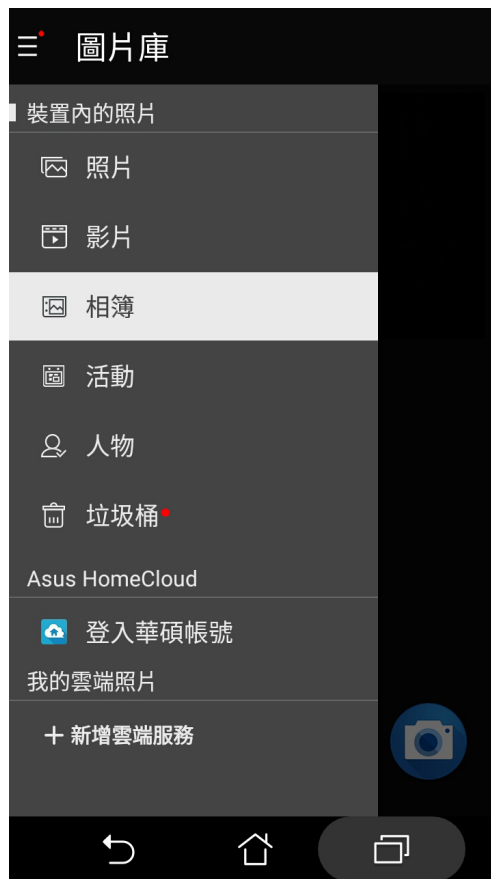 圖片庫
裝置內的照片
照片
影片
相簿
活動
人物
垃圾桶
Asus HomeCloud
登入華碩帳號
我的雲端照片
新增雲端服務